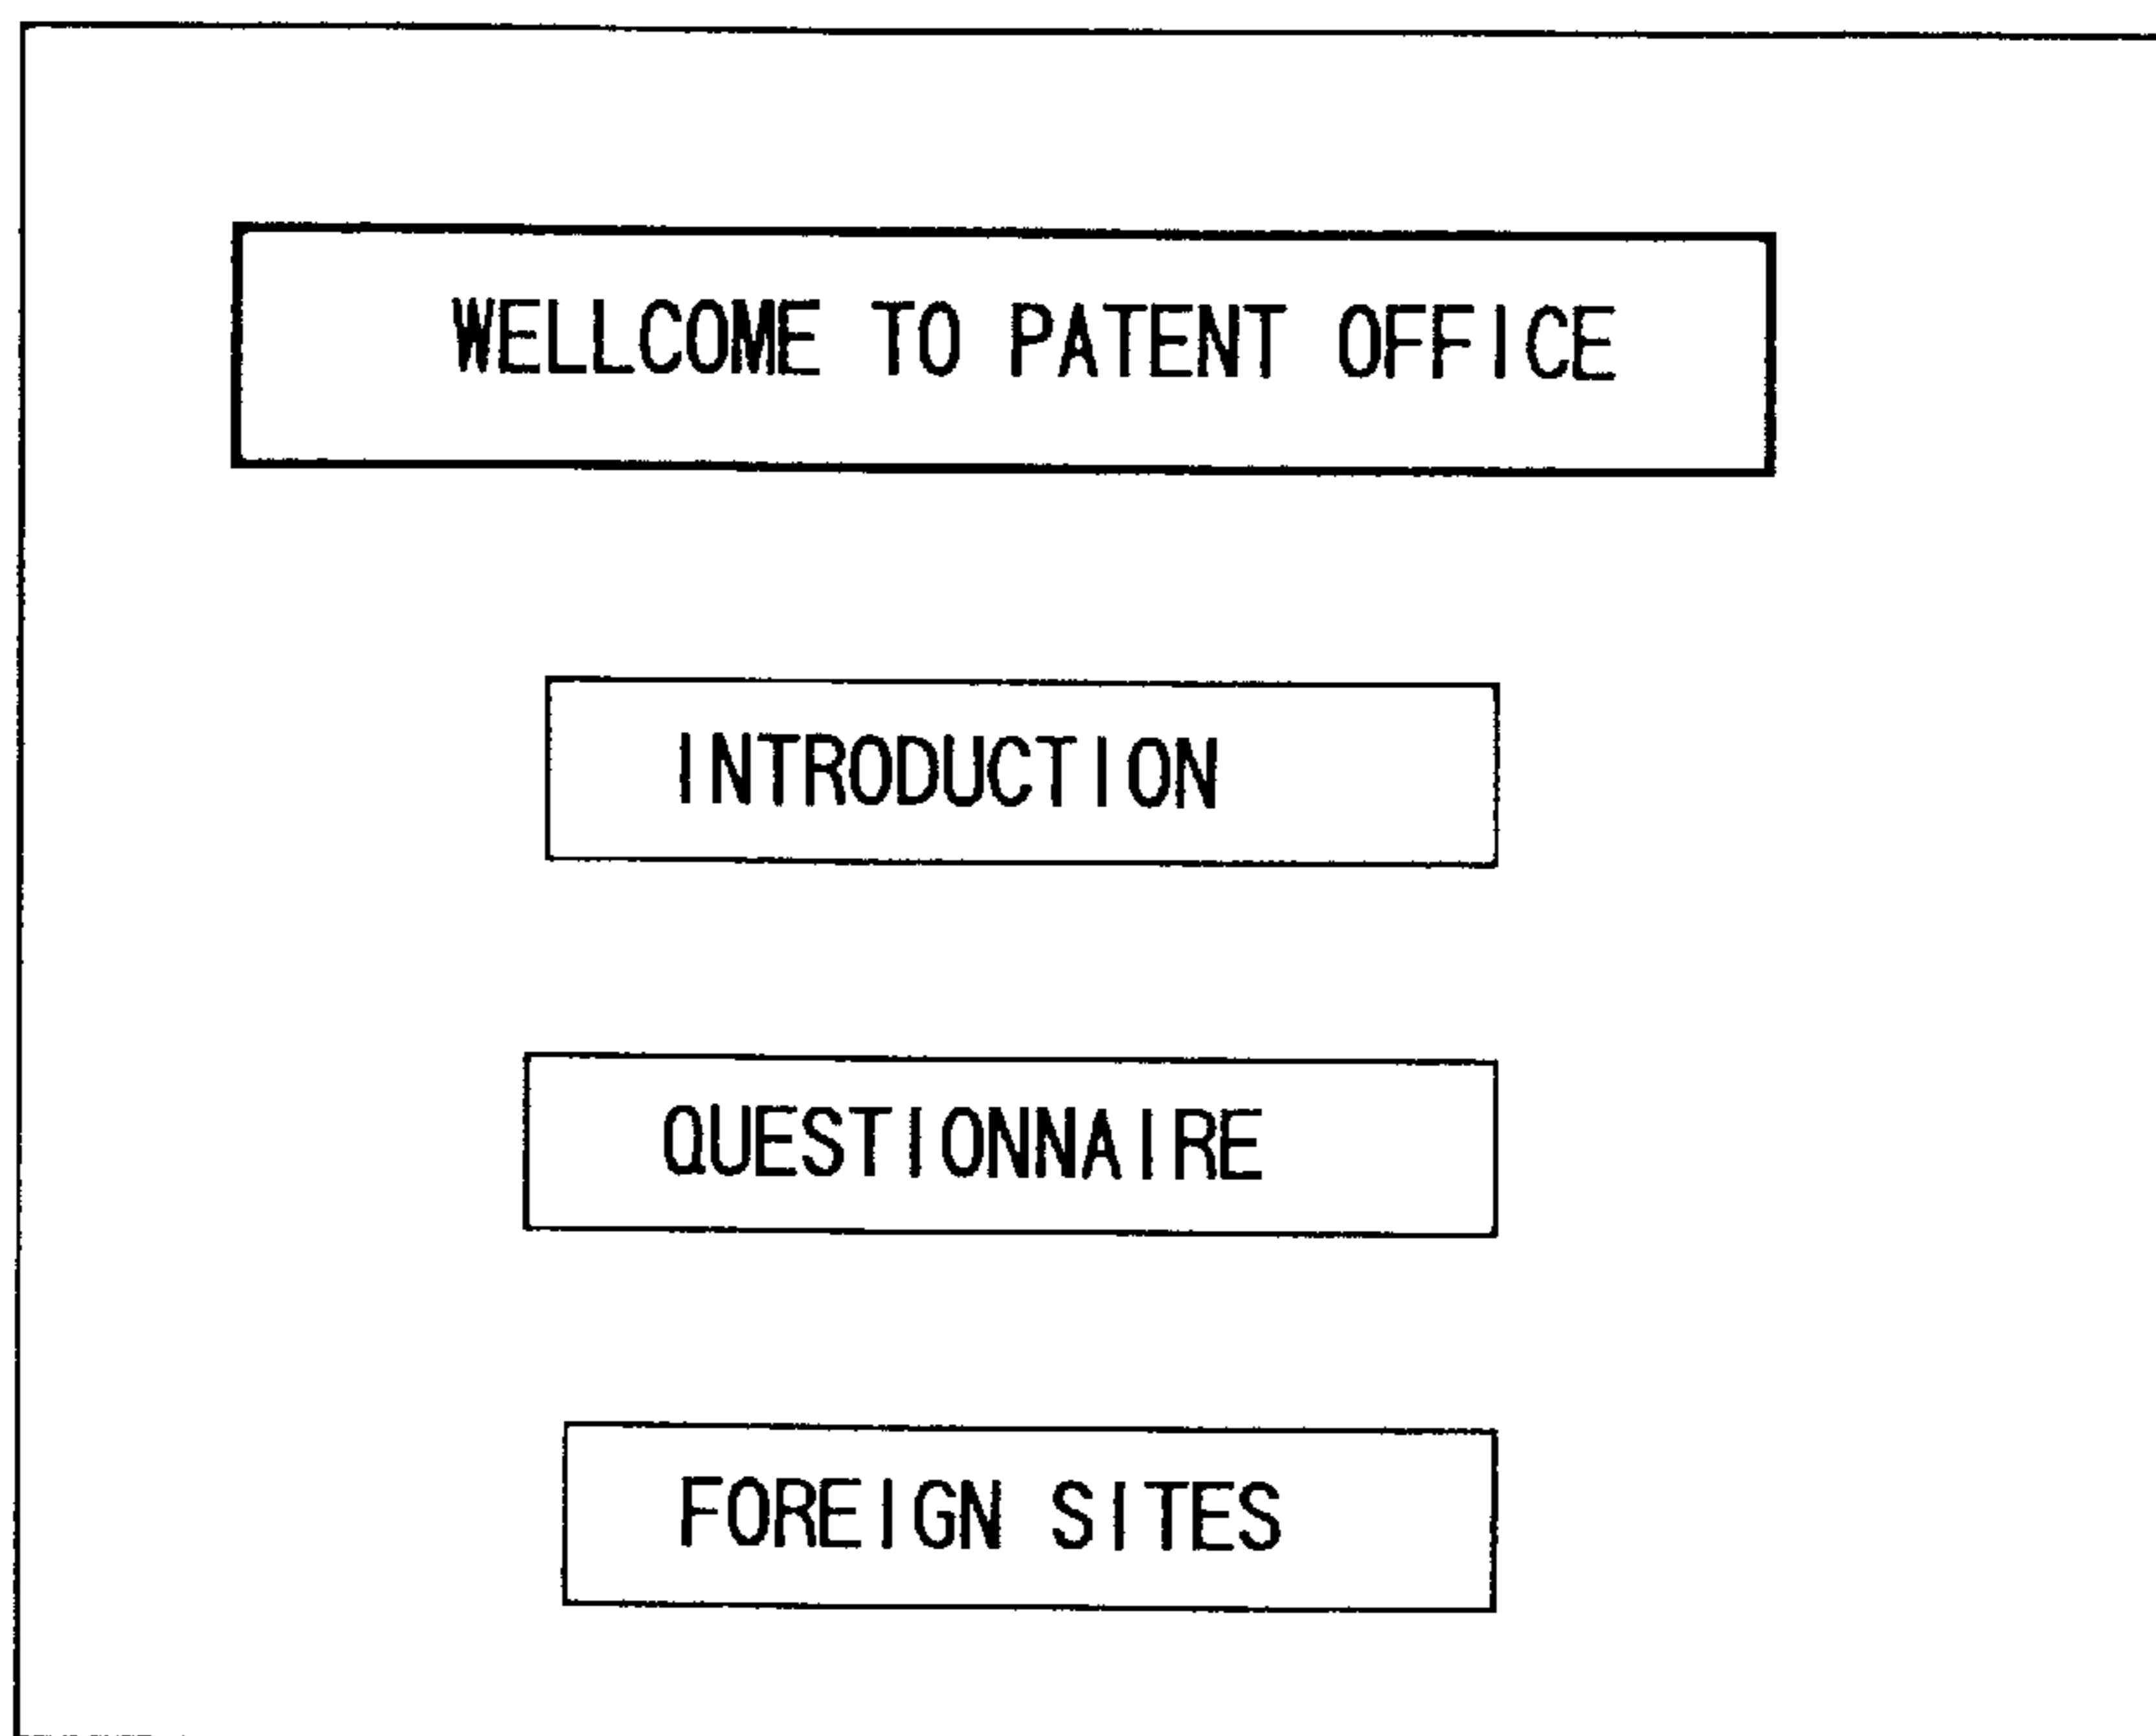 WELLCOME TO PATENT OFFICE
INTRODUCTION
QUESTIONNAIRE
FOREIGN SITES